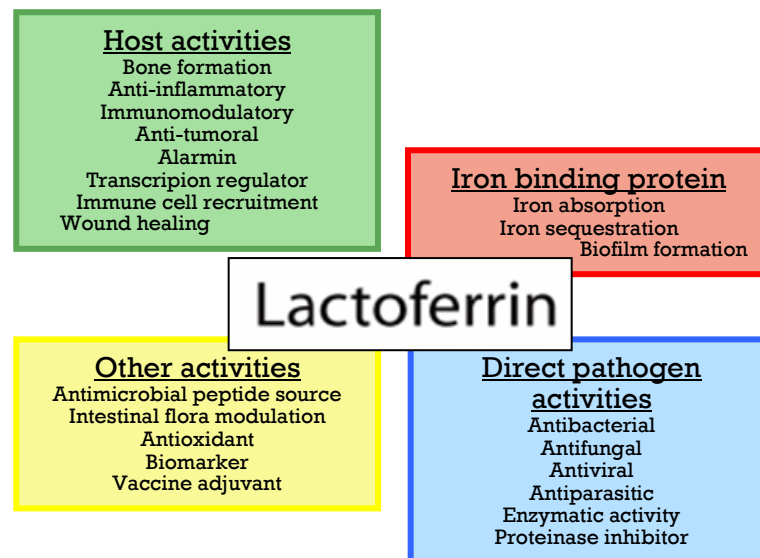 Host activities
Bone formation
Anti-inflammatory
Immunomodulatory
Anti-tumoral
Alarmin
Transcripion regulator
Immune cell recruitment
Wound healing
Iron binding protein
Iron absorption
Iron sequestration
Biofilm formation
Lactoferrin
Other activities
Antimicrobial peptide source
Intestinal flora modulation
Antioxidant
Biomarker
Vaccine adjuvant
Direct pathogen
activities
Antibacterial
Antifungal
Antiviral
Antiparasitic
Enzymatic activity
Proteinase inhibitor